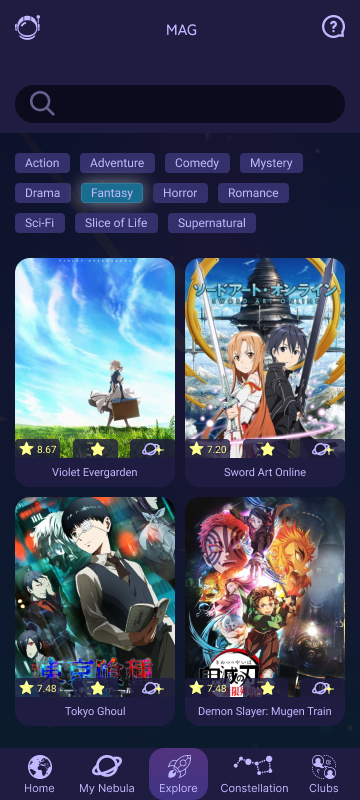 MAG
Action Adventure Comedy Mystery
Drama Fantasy Horror Romance
Sci-Fi Slice of Life Supernatural
ソードアート・オンライン
SWORD ART ONLINE
8.67
7.20
Violet Evergarden
Sword Art Online
東京喰種
7.48
7.48
Tokyo Ghoul
Demon Slayer: Mugen Train
Home My Nebula Explore Constellation Clubs